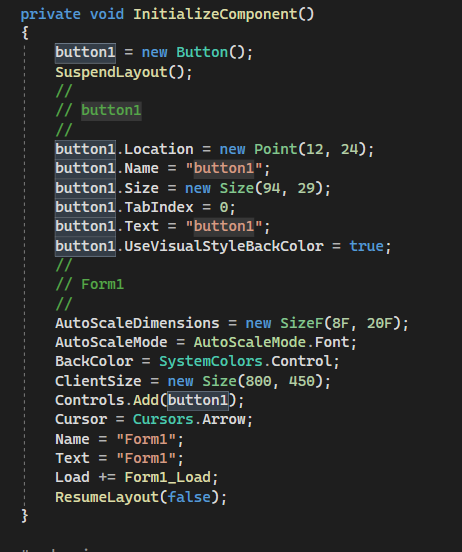 private void InitializeComponent()
{
button1 = new Button();
SuspendLayout();
//
// button1
//
button1.Location = new Point(12, 24);
button1.Name = "button1";
button1.Size = new Size(94, 29);
button1.TabIndex = 0;
button1.Text = "button1";
button1.UseVisualStyleBackColor = true;
//
// Form1
//
AutoScaleDimensions = new SizeF(8F, 20F);
AutoScaleMode = AutoScaleMode.Font;
BackColor = SystemColors.Control;
ClientSize = new Size(800, 450);
Controls.Add(button1);
Cursor = Cursors.Arrow;
Name = "Form1";
Text = "Form1";
Load += Form1_Load;
ResumeLayout(false);
}